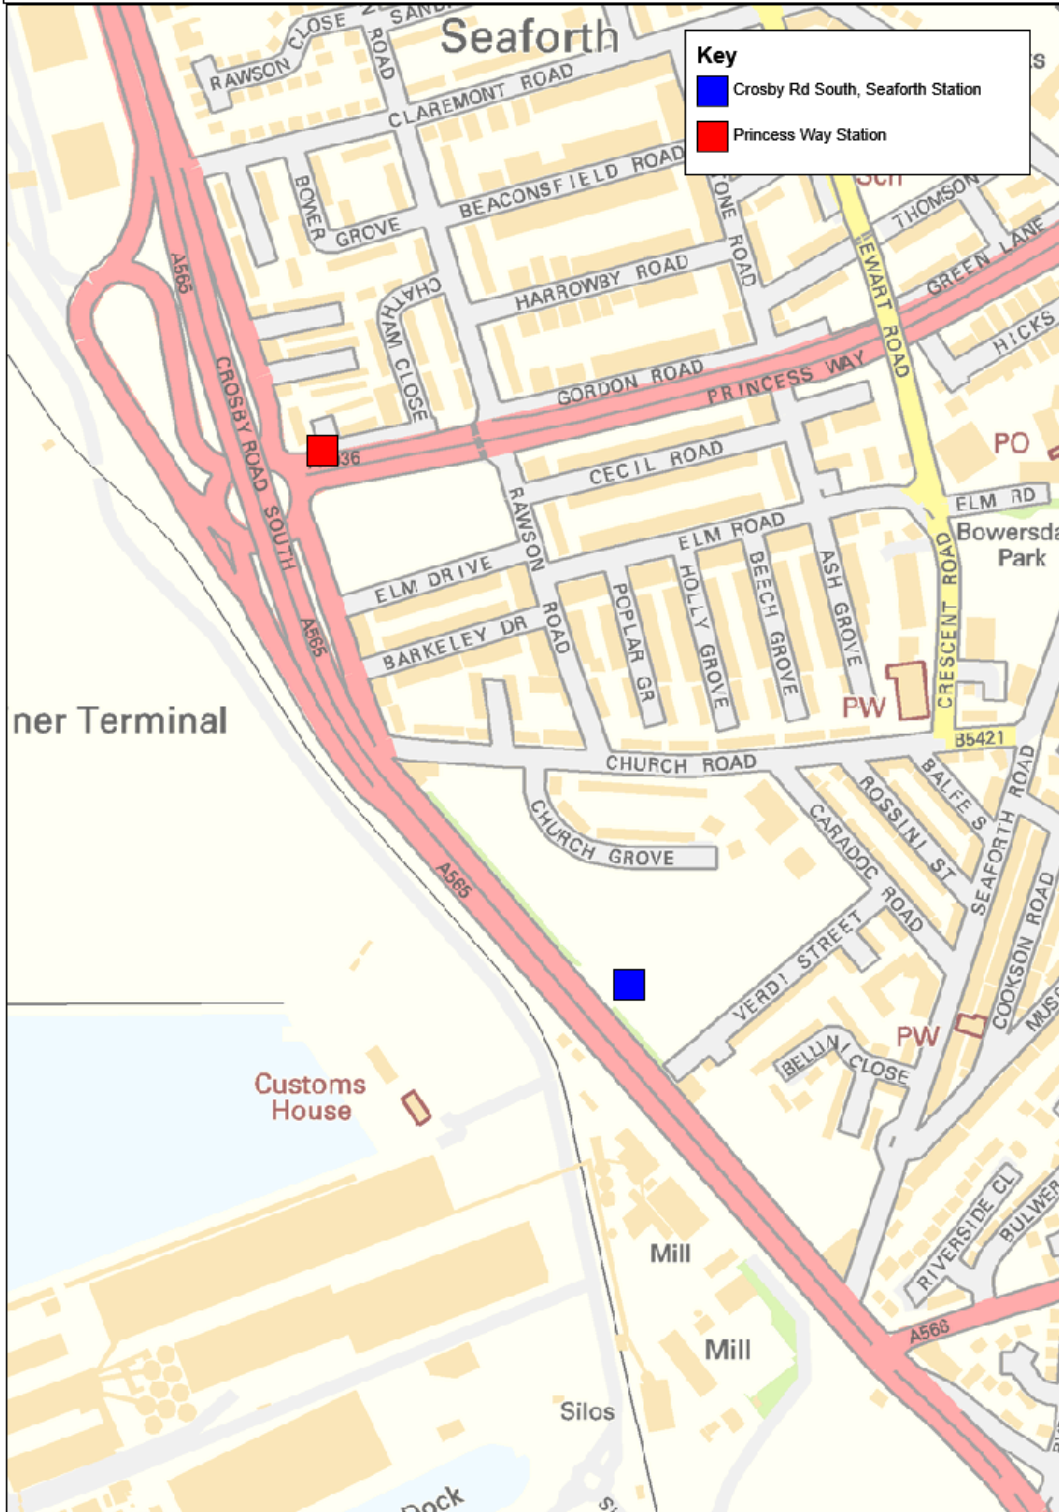 Seaforth
Key
Crosby Rd South, Seaforth Station
Princess Way Station
RAWSON CLOSE
ROAD
CLAREMONT ROAD
BEACONSFIELD ROAD
BOWER GROVE
THOMSON
GREEN LANE
A565
CHATHAM CLOSE
HARROWBY ROAD
ROAD
HICKS
CROSBY ROAD SOUTH
GORDON ROAD
PRINCESS WAY
ROAD
36
CECIL ROAD
PO
ELM RD
RAWSON ROAD
ELM ROAD
Park
ELM DRIVE
BARKELEY DR
POPLAR GR
HOLLY GROVE
BEECH GROVE
ASH GROVE
CRESCENT ROAD
A565
PW
ner Terminal
B5421
CHURCH ROAD
BALFE S
ROSSINI ST
CARADOC ROAD
SEAFORTH ROAD
CHURCH GROVE
A565
VERDI STREET
COOKSON ROAD
PW
BELLINI CLOSE
Customs
House
RIVERSIDE CL
BULWER
Mill
A566
Mill
Silos
Dock